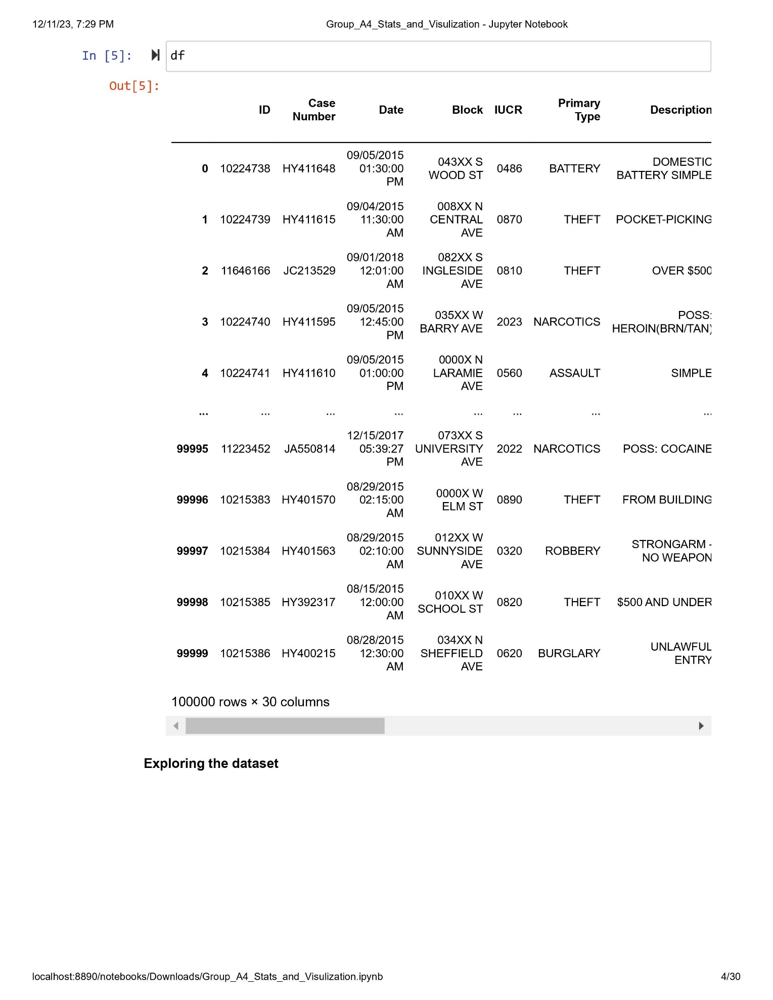 12/11/23, 7:29 PM Group_A4_Stats_and_Visulization - Jupyter Notebook
In [5]: df
Out[5]:
ID Case Number Date Block IUCR Primary Type Description
0 10224738 HY411648 09/05/2015 01:30:00 PM 043XX S WOOD ST 0486 BATTERY DOMESTIC BATTERY SIMPLE
1 10224739 HY411615 09/04/2015 11:30:00 AM 008XX N CENTRAL AVE 0870 THEFT POCKET-PICKING
2 11646166 JC213529 09/01/2018 12:01:00 AM 082XX S INGLESIDE AVE 0810 THEFT OVER $500
3 10224740 HY411595 09/05/2015 12:45:00 PM 035XX W BARRY AVE 2023 NARCOTICS POSS: HEROIN(BRN/TAN)
4 10224741 HY411610 09/05/2015 01:00:00 PM 0000X N LARAMIE AVE 0560 ASSAULT SIMPLE
... ... ... ... ... ... ... ...
99995 11223452 JA550814 12/15/2017 05:39:27 PM 073XX S UNIVERSITY AVE 2022 NARCOTICS POSS: COCAINE
99996 10215383 HY401570 08/29/2015 02:15:00 AM 0000X W ELM ST 0890 THEFT FROM BUILDING
99997 10215384 HY401563 08/29/2015 02:10:00 AM 012XX W SUNNYSIDE AVE 0320 ROBBERY STRONGARM - NO WEAPON
99998 10215385 HY392317 08/15/2015 12:00:00 AM 010XX W SCHOOL ST 0820 THEFT $500 AND UNDER
99999 10215386 HY400215 08/28/2015 12:30:00 AM 034XX N SHEFFIELD AVE 0620 BURGLARY UNLAWFUL ENTRY
100000 rows × 30 columns
Exploring the dataset
localhost:8890/notebooks/Downloads/Group_A4_Stats_and_Visulization.ipynb 4/30